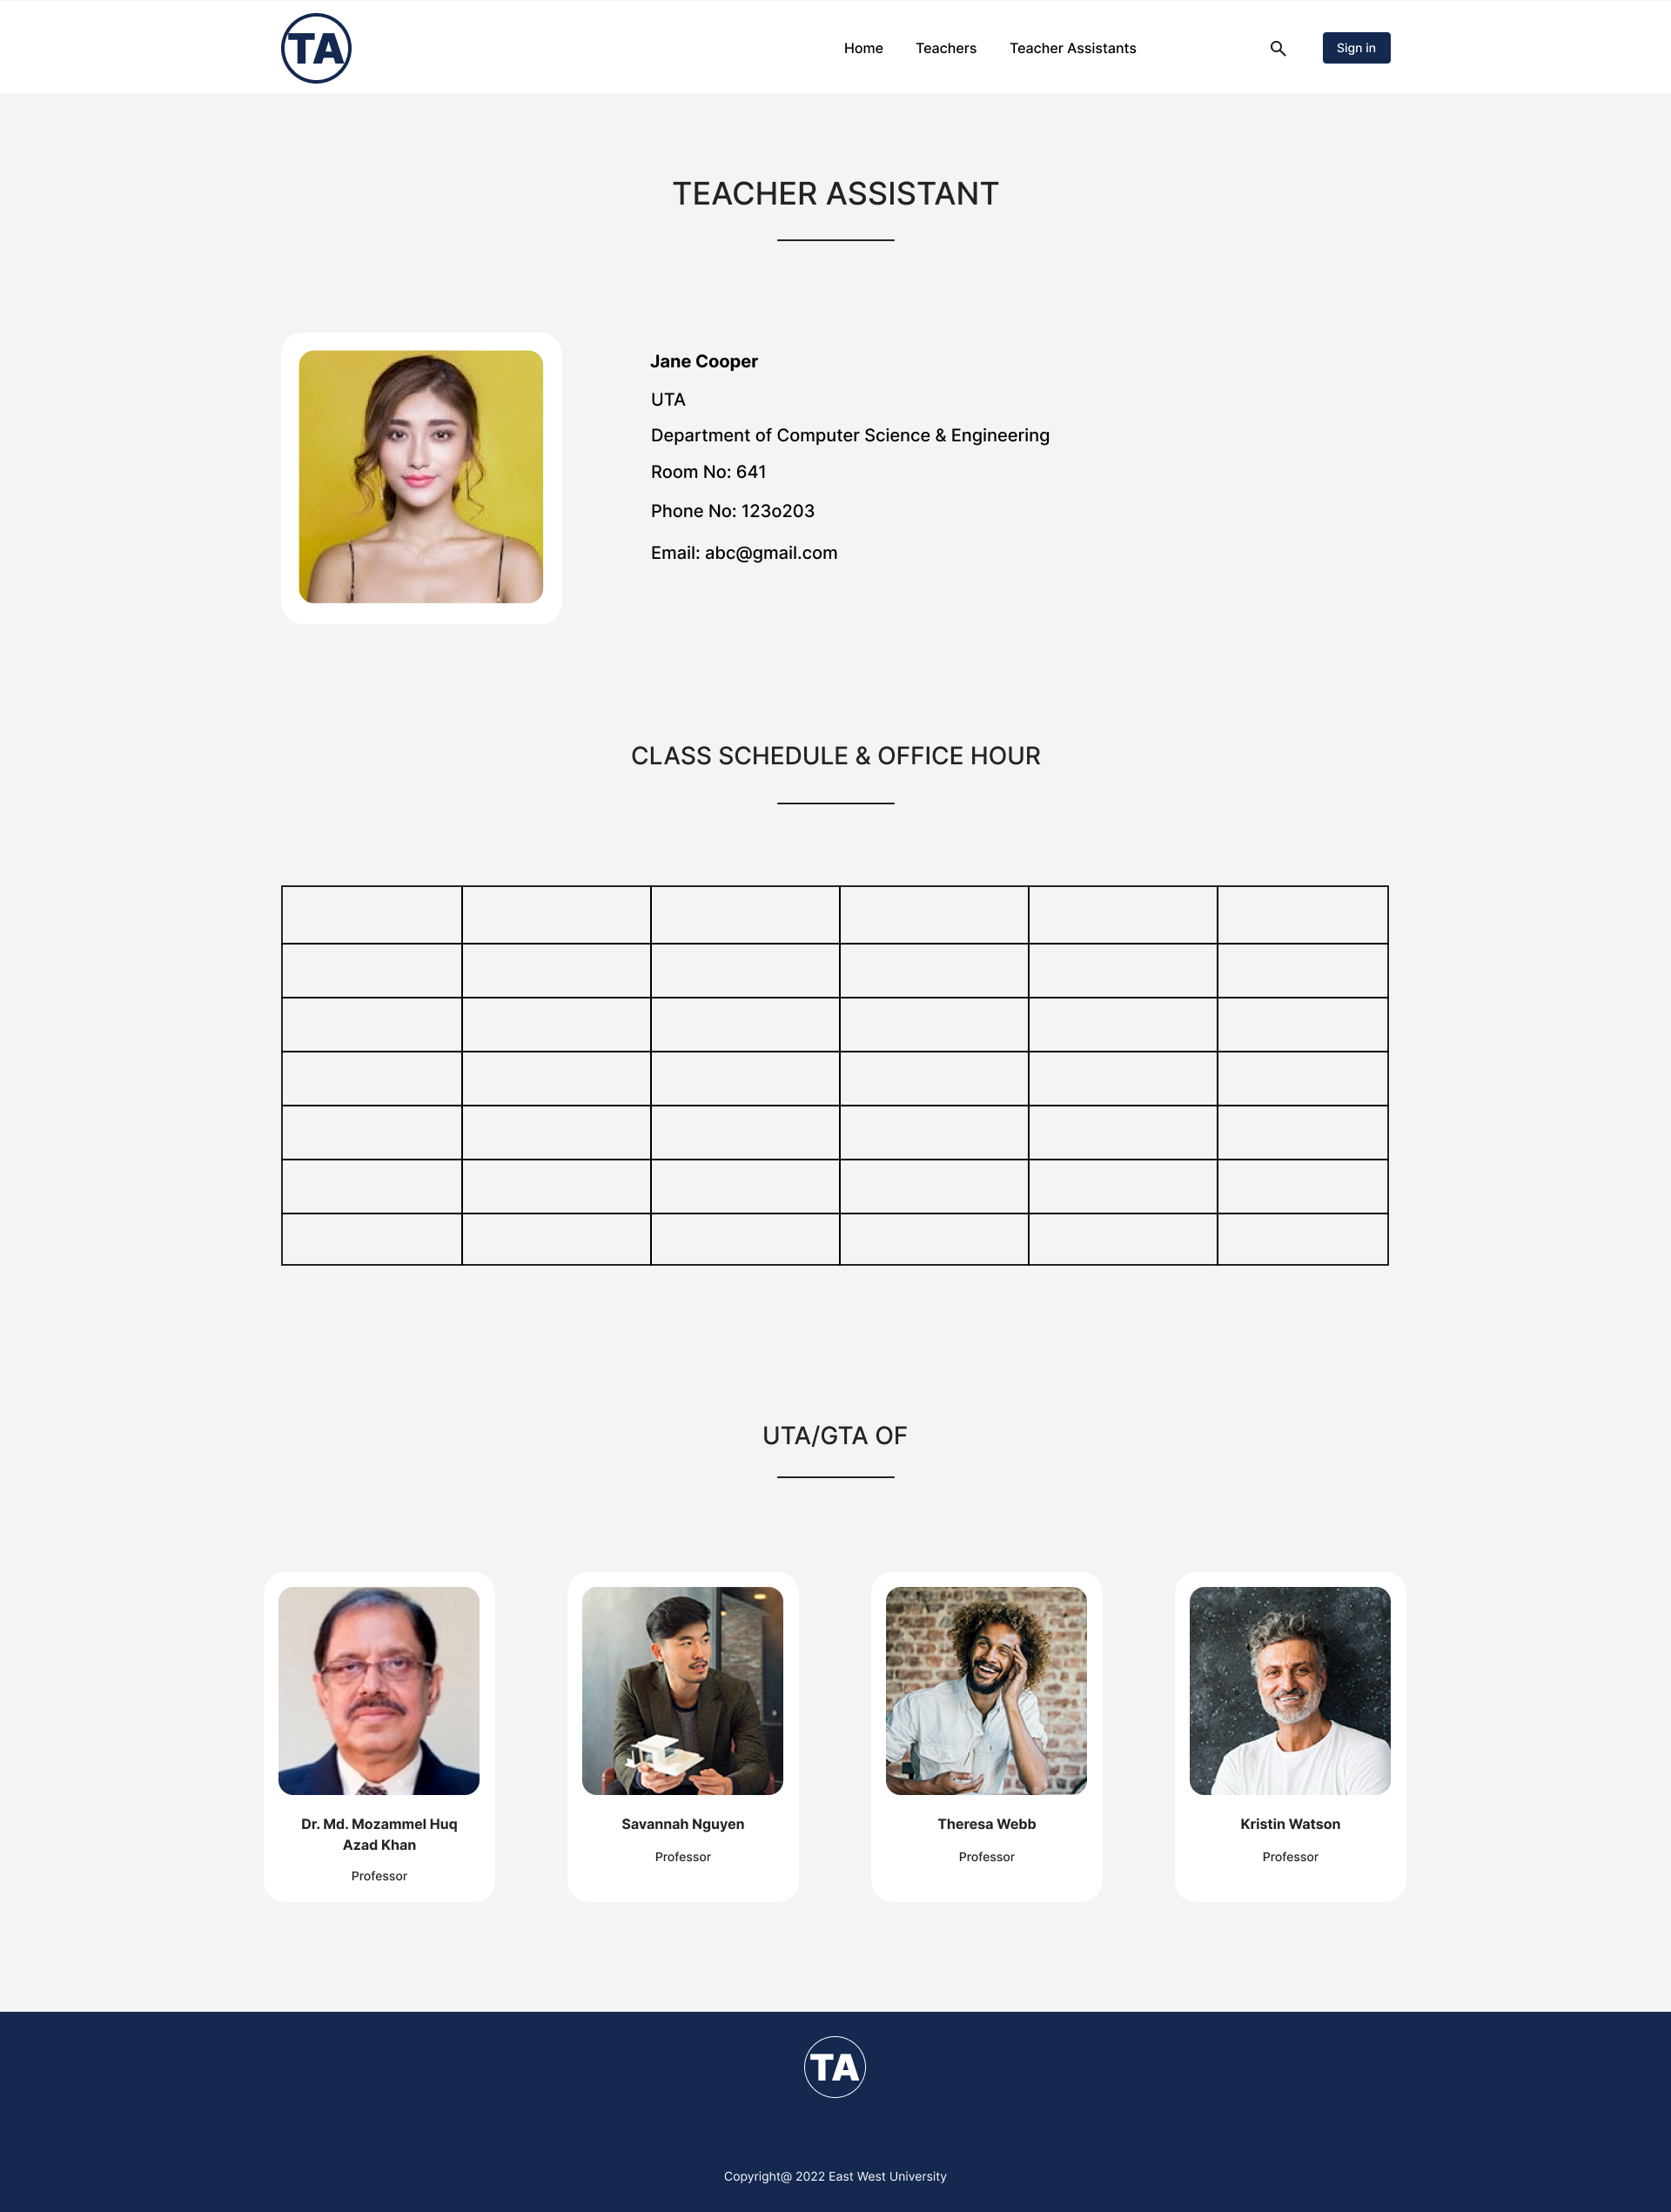 TA
Home
Teachers
Teacher Assistants
Sign in
TEACHER ASSISTANT
Jane Cooper
UTA
Department of Computer Science & Engineering
Room No: 641
Phone No: 123o203
Email: abc@gmail.com
CLASS SCHEDULE & OFFICE HOUR
UTA/GTA OF
Dr. Md. Mozammel Huq
Azad Khan
Professor
Savannah Nguyen
Professor
Theresa Webb
Professor
Kristin Watson
Professor
TA
Copyright@ 2022 East West University